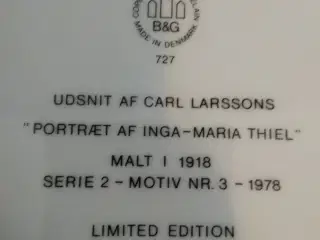 B&G
MADE IN DENMARK
727
UDSNIT AF CARL LARSSONS
"PORTRÆT AF INGA-MARIA THIEL"
MALT I 1918
SERIE 2 - MOTIV NR. 3 - 1978
LIMITED EDITION